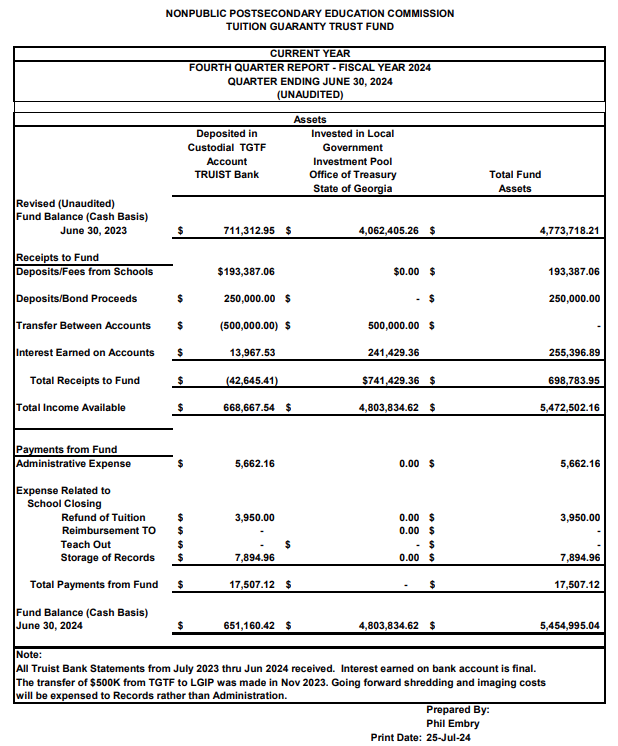 NONPUBLIC POSTSECONDARY EDUCATION COMMISSION
TUITION GUARANTY TRUST FUND
CURRENT YEAR
FOURTH QUARTER REPORT - FISCAL YEAR 2024
QUARTER ENDING JUNE 30, 2024
(UNAUDITED)
Assets
Deposited in Invested in Local
Custodial TGTF Government
Account Investment Pool
TRUIST Bank Office of Treasury Total Fund
State of Georgia Assets
Revised (Unaudited)
Fund Balance (Cash Basis)
June 30, 2023 $ 711,312.95 $ 4,062,405.26 $ 4,773,718.21
Receipts to Fund
Deposits/Fees from Schools $193,387.06 $0.00 $ 193,387.06
Deposits/Bond Proceeds $ 250,000.00 $ - $ 250,000.00
Transfer Between Accounts $ (500,000.00) $ 500,000.00 $ -
Interest Earned on Accounts $ 13,967.53 241,429.36 255,396.89
Total Receipts to Fund $ (42,645.41) $741,429.36 $ 698,783.95
Total Income Available $ 668,667.54 $ 4,803,834.62 $ 5,472,502.16
Payments from Fund
Administrative Expense $ 5,662.16 0.00 $ 5,662.16
Expense Related to
School Closing
Refund of Tuition $ 3,950.00 0.00 $ 3,950.00
Reimbursement TO $ - 0.00 $ -
Teach Out $ - $ - $ -
Storage of Records $ 7,894.96 0.00 $ 7,894.96
Total Payments from Fund $ 17,507.12 $ - $ 17,507.12
Fund Balance (Cash Basis)
June 30, 2024 $ 651,160.42 $ 4,803,834.62 $ 5,454,995.04
Note:
All Truist Bank Statements from July 2023 thru Jun 2024 received. Interest earned on bank account is final.
The transfer of $500K from TGTF to LGIP was made in Nov 2023. Going forward shredding and imaging costs
will be expensed to Records rather than Administration.
Prepared By:
Phil Embry
Print Date: 25-Jul-24